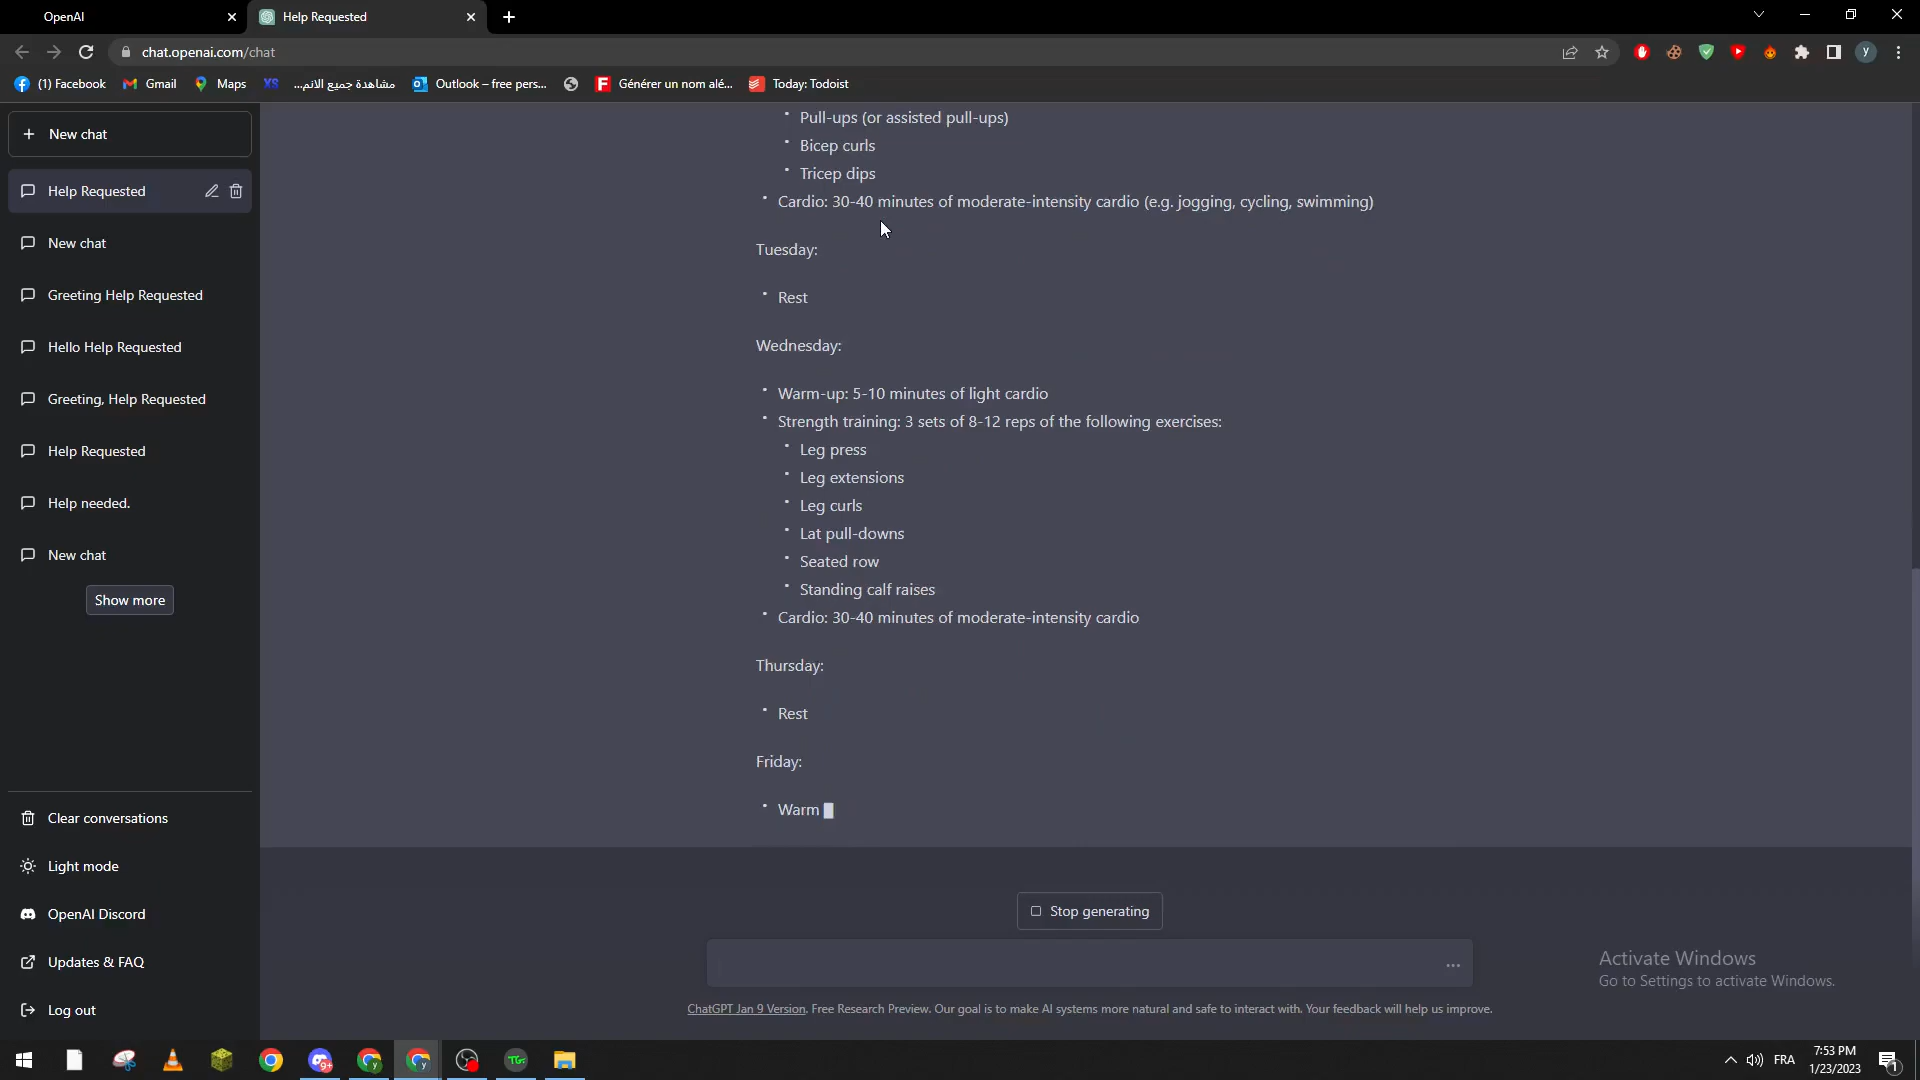 OpenAI
Help Requested
chat.openai.com/chat
(1) Facebook
Gmail
Maps
XS
مشاهدة جميع الانم...
Outlook – free pers...
Générer un nom alé...
Today: Todoist
New chat
Help Requested
New chat
Greeting Help Requested
Hello Help Requested
Greeting, Help Requested
Help Requested
Help needed.
New chat
Show more
Clear conversations
Light mode
OpenAI Discord
Updates & FAQ
Log out
Pull-ups (or assisted pull-ups)
Bicep curls
Tricep dips
Cardio: 30-40 minutes of moderate-intensity cardio (e.g. jogging, cycling, swimming)
Tuesday:
Rest
Wednesday:
Warm-up: 5-10 minutes of light cardio
Strength training: 3 sets of 8-12 reps of the following exercises:
Leg press
Leg extensions
Leg curls
Lat pull-downs
Seated row
Standing calf raises
Cardio: 30-40 minutes of moderate-intensity cardio
Thursday:
Rest
Friday:
Warm
Stop generating
...
ChatGPT Jan 9 Version. Free Research Preview. Our goal is to make AI systems more natural and safe to interact with. Your feedback will help us improve.
Activate Windows
Go to Settings to activate Windows.
9+
TG
FRA
7:53 PM
1/23/2023
1